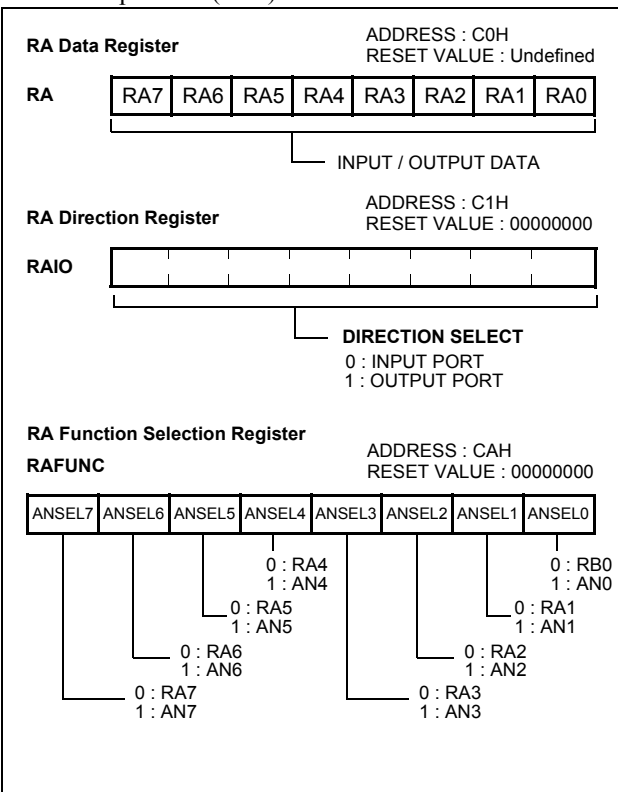 RA Data Register
ADDRESS : C0H
RESET VALUE : Undefined
RA
RA7 RA6 RA5 RA4 RA3 RA2 RA1 RA0
INPUT / OUTPUT DATA
RA Direction Register
ADDRESS : C1H
RESET VALUE : 00000000
RAIO
DIRECTION SELECT
0 : INPUT PORT
1 : OUTPUT PORT
RA Function Selection Register
RAFUNC
ADDRESS : CAH
RESET VALUE : 00000000
ANSEL7 ANSEL6 ANSEL5 ANSEL4 ANSEL3 ANSEL2 ANSEL1 ANSEL0
0 : RA4
1 : AN4
0 : RB0
1 : AN0
0 : RA5
1 : AN5
0 : RA1
1 : AN1
0 : RA6
1 : AN6
0 : RA2
1 : AN2
0 : RA7
1 : AN7
0 : RA3
1 : AN3